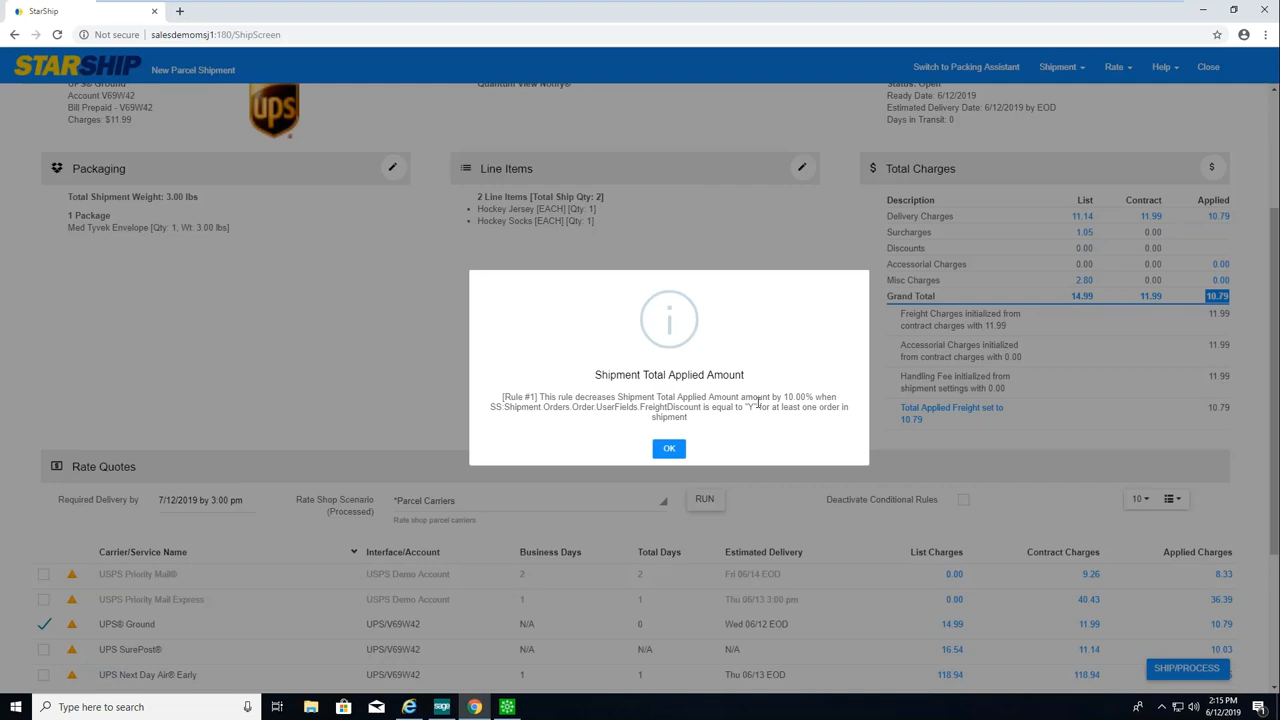 StarShip
Not secure | salesdemomsj1:180/ShipScreen
STARSHIP New Parcel Shipment Switch to Packing Assistant Shipment Rate Help Close
UPS® Ground
Account V69W42
Bill Prepaid - V69W42
Charges: $11.99
ups
Quantum View Notify®
Status: Open
Ready Date: 6/12/2019
Estimated Delivery Date: 6/12/2019 by EOD
Days in Transit: 0
Packaging
Total Shipment Weight: 3.00 lbs
1 Package
Med Tyvek Envelope [Qty: 1, Wt: 3.00 lbs]
Line Items
2 Line Items [Total Ship Qty: 2]
Hockey Jersey [EACH] [Qty: 1]
Hockey Socks [EACH] [Qty: 1]
$ Total Charges $
Description List Contract Applied
Delivery Charges 11.14 11.99 10.79
Surcharges 1.05 0.00
Discounts 0.00 0.00
Accessorial Charges 0.00 0.00 0.00
Misc Charges 2.80 0.00 0.00
Grand Total 14.99 11.99 10.79
Freight Charges initialized from 11.99
contract charges with 11.99
Accessorial Charges initialized 11.99
from contract charges with 0.00
Handling Fee initialized from 11.99
shipment settings with 0.00
Total Applied Freight set to 10.79
10.79
i
Shipment Total Applied Amount
[Rule #1] This rule decreases Shipment Total Applied Amount amount by 10.00% when
SS:Shipment.Orders.Order.UserFields.FreightDiscount is equal to "Y" for at least one order in
shipment
OK
Rate Quotes
Required Delivery by 7/12/2019 by 3:00 pm Rate Shop Scenario *Parcel Carriers RUN Deactivate Conditional Rules 10
(Processed)
Rate shop parcel carriers
Carrier/Service Name Interface/Account Business Days Total Days Estimated Delivery List Charges Contract Charges Applied Charges
USPS Priority Mail® USPS Demo Account 2 2 Fri 06/14 EOD 0.00 9.26 8.33
USPS Priority Mail Express USPS Demo Account 1 1 Thu 06/13 3:00 pm 0.00 40.43 36.39
UPS® Ground UPS/V69W42 N/A 0 Wed 06/12 EOD 14.99 11.99 10.79
UPS SurePost® UPS/V69W42 N/A N/A N/A 16.54 11.14 10.03
UPS Next Day Air® Early UPS/V69W42 1 1 Thu 06/13 EOD 118.94 118.94
SHIP/PROCESS
Type here to search
sage
2:15 PM
6/12/2019